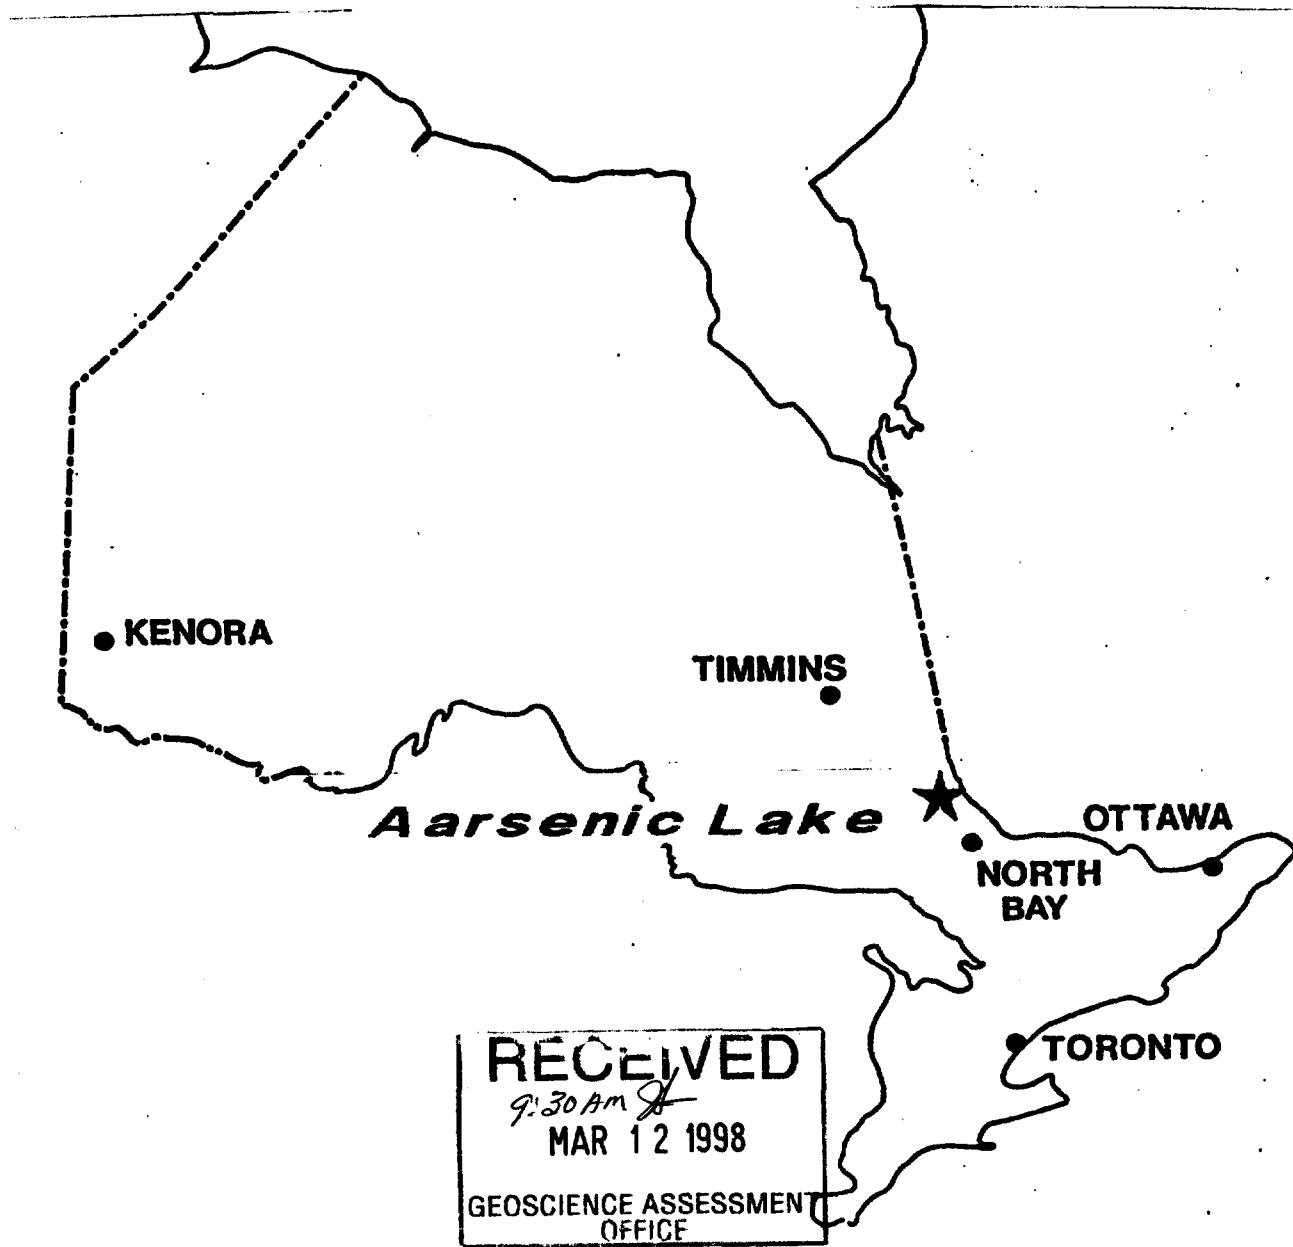 KENORA
TIMMINS
Aarsenic Lake
OTTAWA
NORTH
BAY
TORONTO
RECEIVED
9:30 AM
MAR 12 1998
GEOSCIENCE ASSESSMENT
OFFICE